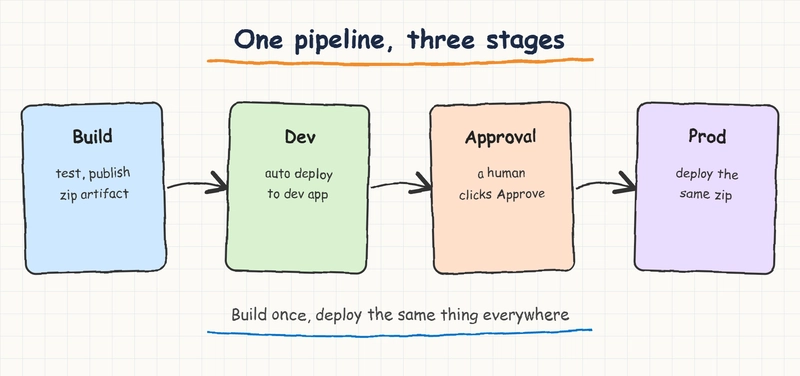 One pipeline, three stages
Build
test, publish
zip artifact
Dev
auto deploy
to dev app
Approval
a human
clicks Approve
Prod
deploy the
same zip
Build once, deploy the same thing everywhere